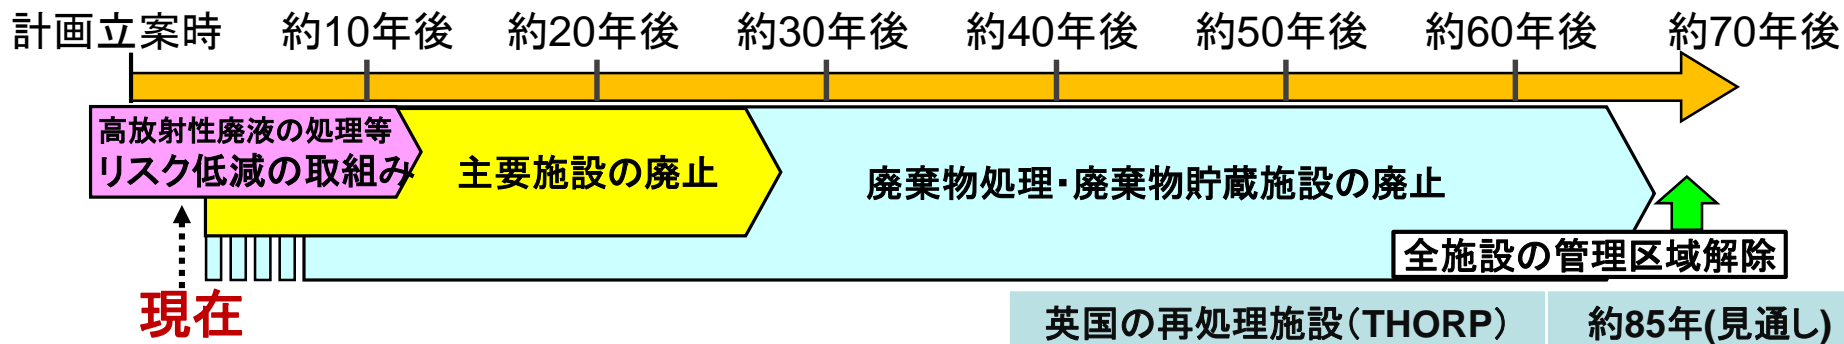 計画立案時 約10年後 約20年後 約30年後 約40年後 約50年後 約60年後 約70年後
高放射性廃液の処理等
リスク低減の取組み
主要施設の廃止
廃棄物処理・廃棄物貯蔵施設の廃止
全施設の管理区域解除
現在
英国の再処理施設（THORP） 約85年(見通し)